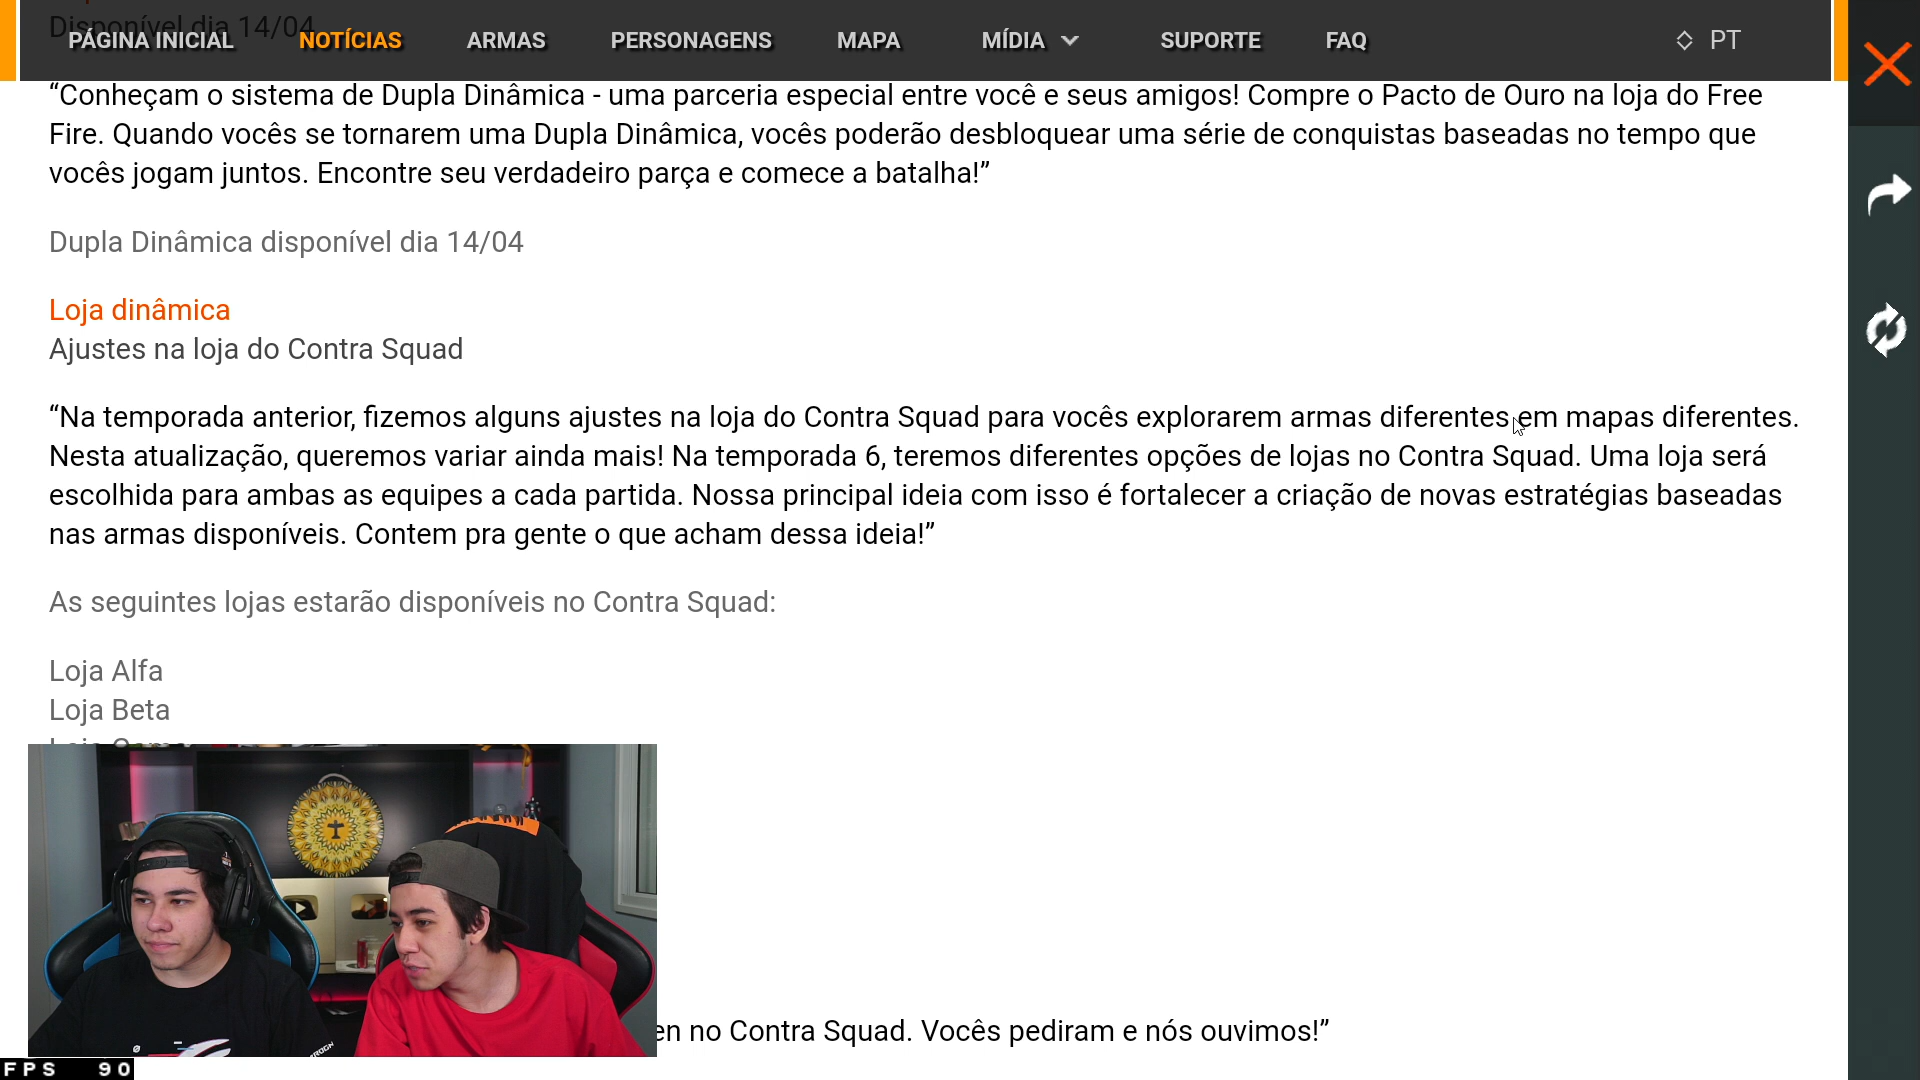 Disponível dia 14/04
PÁGINA INICIAL NOTÍCIAS ARMAS PERSONAGENS MAPA MÍDIA SUPORTE FAQ PT
“Conheçam o sistema de Dupla Dinâmica - uma parceria especial entre você e seus amigos! Compre o Pacto de Ouro na loja do Free
Fire. Quando vocês se tornarem uma Dupla Dinâmica, vocês poderão desbloquear uma série de conquistas baseadas no tempo que
vocês jogam juntos. Encontre seu verdadeiro parça e comece a batalha!”
Dupla Dinâmica disponível dia 14/04
Loja dinâmica
Ajustes na loja do Contra Squad
“Na temporada anterior, fizemos alguns ajustes na loja do Contra Squad para vocês explorarem armas diferentes em mapas diferentes.
Nesta atualização, queremos variar ainda mais! Na temporada 6, teremos diferentes opções de lojas no Contra Squad. Uma loja será
escolhida para ambas as equipes a cada partida. Nossa principal ideia com isso é fortalecer a criação de novas estratégias baseadas
nas armas disponíveis. Contem pra gente o que acham dessa ideia!”
As seguintes lojas estarão disponíveis no Contra Squad:
Loja Alfa
Loja Beta
Loja
en no Contra Squad. Vocês pediram e nós ouvimos!”
FPS 90